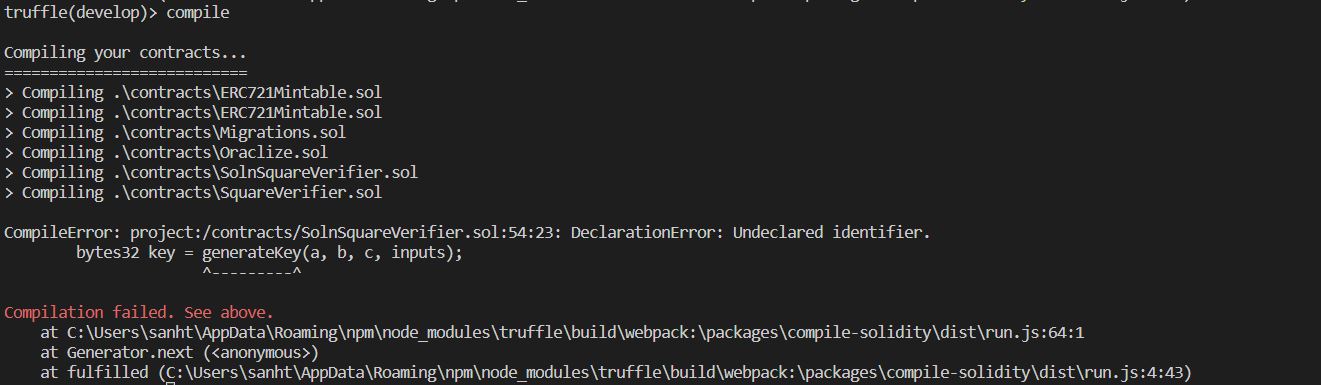 truffle(develop)> compile
Compiling your contracts...
===========================
> Compiling .\contracts\ERC721Mintable.sol
> Compiling .\contracts\ERC721Mintable.sol
> Compiling .\contracts\Migrations.sol
> Compiling .\contracts\Oraclize.sol
> Compiling .\contracts\SolnSquareVerifier.sol
> Compiling .\contracts\SquareVerifier.sol
CompileError: project:/contracts/SolnSquareVerifier.sol:54:23: DeclarationError: Undeclared identifier.
        bytes32 key = generateKey(a, b, c, inputs);
                      ^---------^
Compilation failed. See above.
    at C:\Users\sanht\AppData\Roaming\npm\node_modules\truffle\build\webpack:\packages\compile-solidity\dist\run.js:64:1
    at Generator.next (<anonymous>)
    at fulfilled (C:\Users\sanht\AppData\Roaming\npm\node_modules\truffle\build\webpack:\packages\compile-solidity\dist\run.js:4:43)